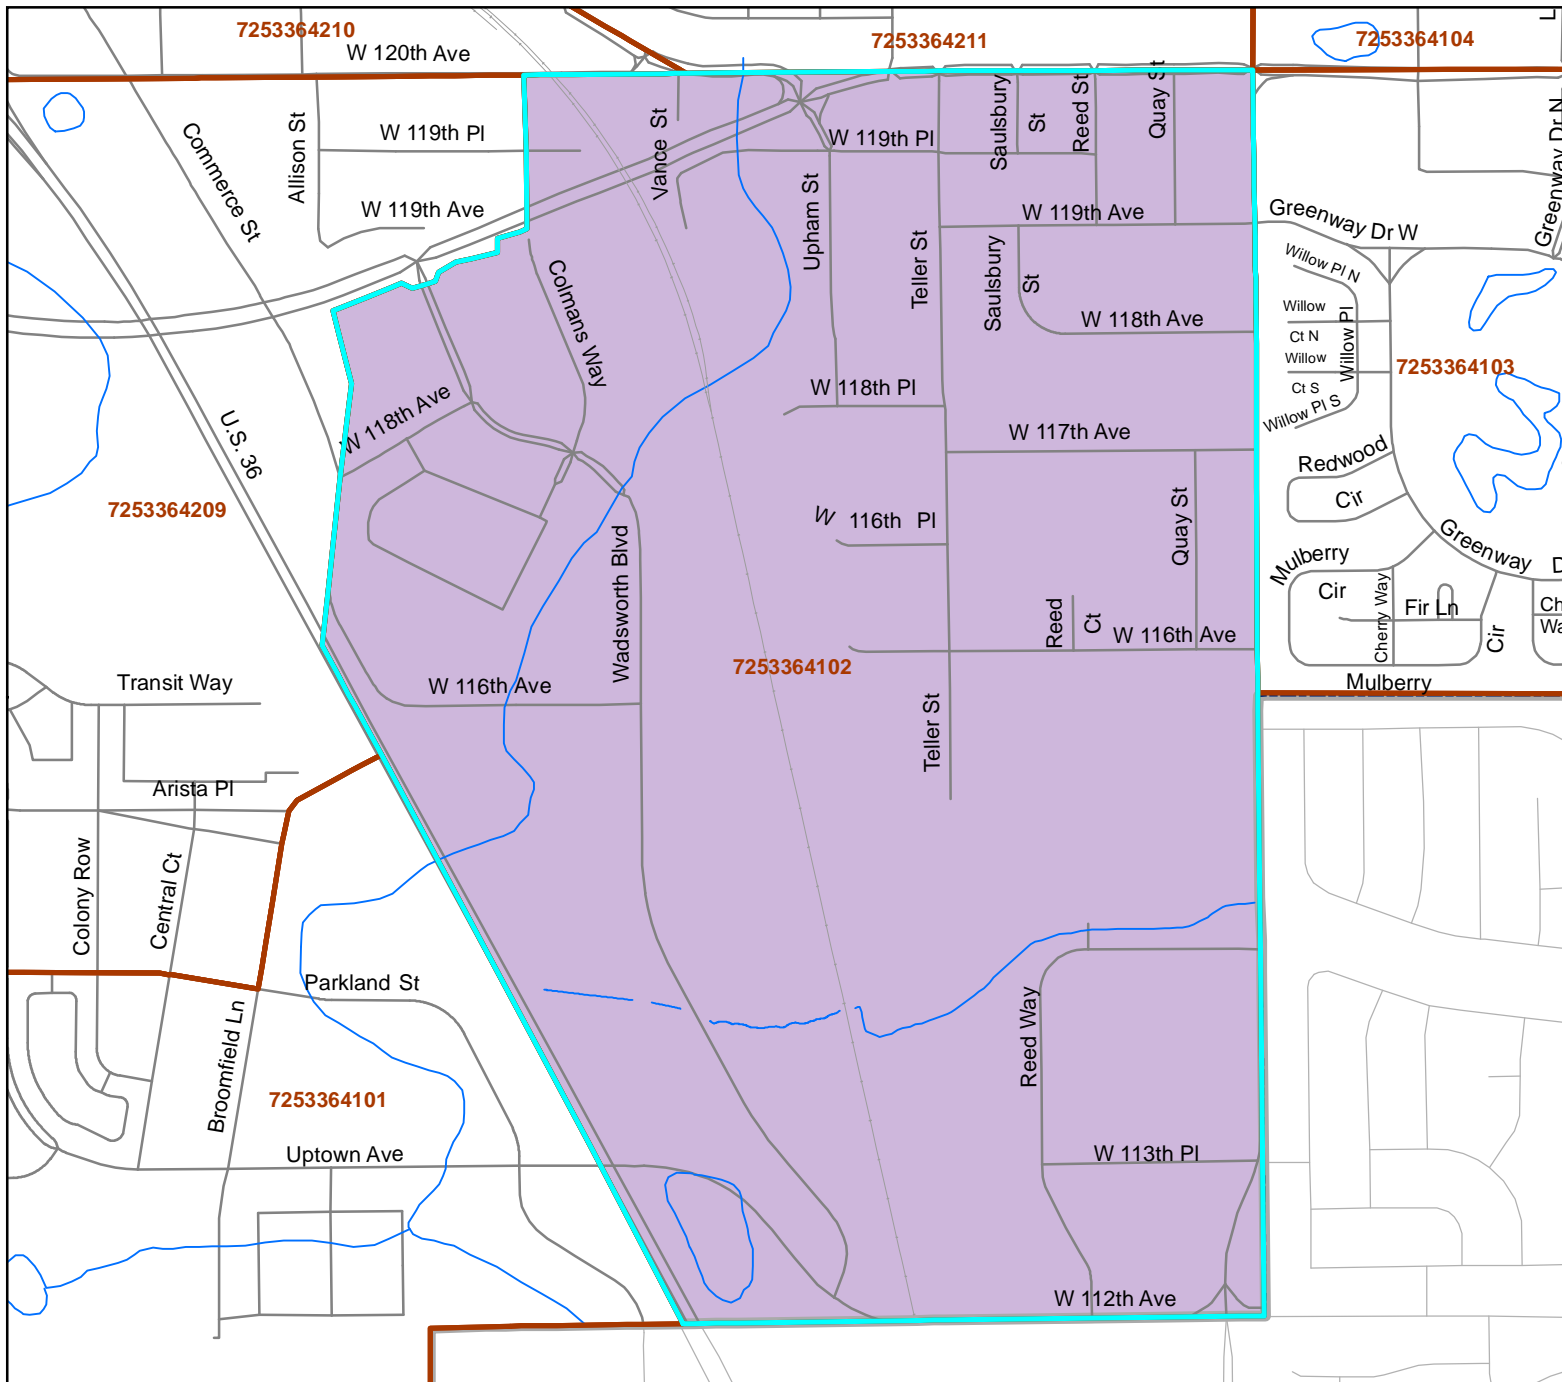 7253364210
W 120th Ave
7253364211
7253364104
L
Commerce St
Allison St
W 119th Pl
W 119th Ave
Vance St
W 119th Pl
Saulsbury
St
Reed St
Quay St
Greenway Dr N
Upham St
Teller St
W 119th Ave
Greenway Dr W
Saulsbury
St
W 118th Ave
Colmans Way
Willow Pl N
Willow
Ct N
Willow
Ct S
Willow Pl
Willow Pl S
7253364103
W 118th Pl
W 118th Ave
U.S. 36
W 117th Ave
Redwood
Cir
7253364209
W 116th Pl
Quay St
Wadsworth Blvd
Greenway D
Mulberry
Cir
Cherry Way
Fir Ln
Cir
Ch
Wa
Reed
Ct
W 116th Ave
7253364102
Mulberry
Transit Way
W 116th Ave
Teller St
Arista Pl
Colony Row
Central Ct
Parkland St
Broomfield Ln
Reed Way
7253364101
Uptown Ave
W 113th Pl
W 112th Ave